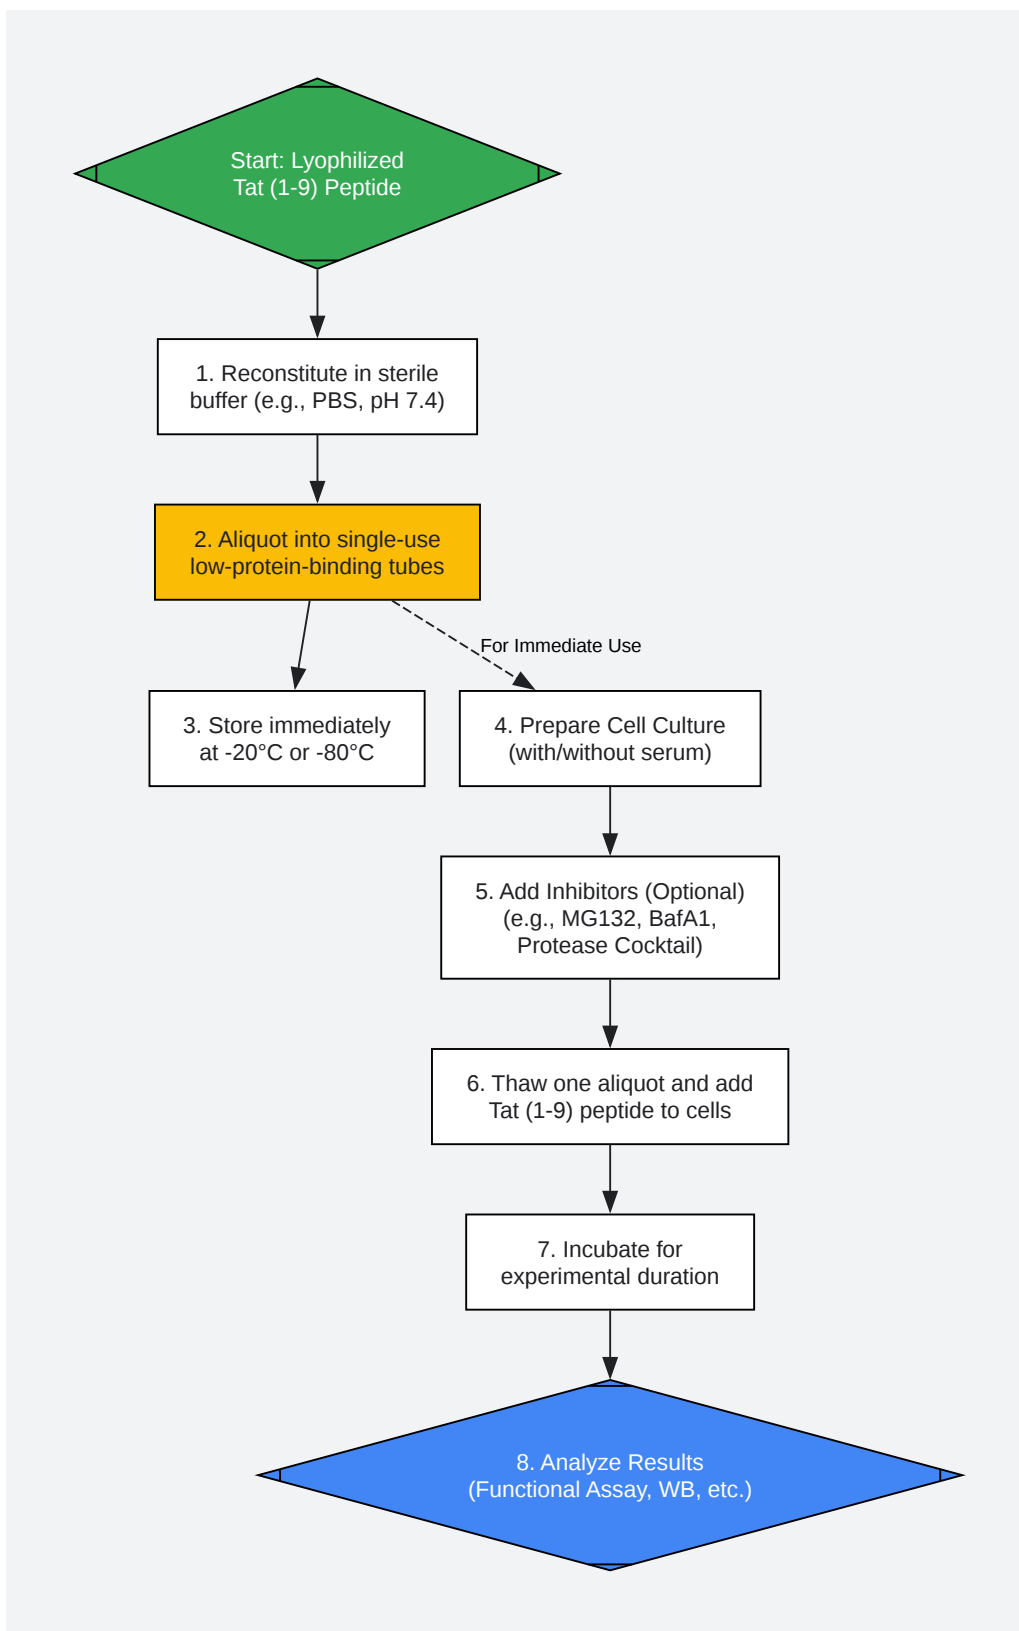 Start: Lyophilized
Tat (1-9) Peptide
1. Reconstitute in sterile
buffer (e.g., PBS, pH 7.4)
2. Aliquot into single-use
low-protein-binding tubes
For Immediate Use
3. Store immediately
at -20°C or -80°C
4. Prepare Cell Culture
(with/without serum)
5. Add Inhibitors (Optional)
(e.g., MG132, BafA1,
Protease Cocktail)
6. Thaw one aliquot and add
Tat (1-9) peptide to cells
7. Incubate for
experimental duration
8. Analyze Results
(Functional Assay, WB, etc.)